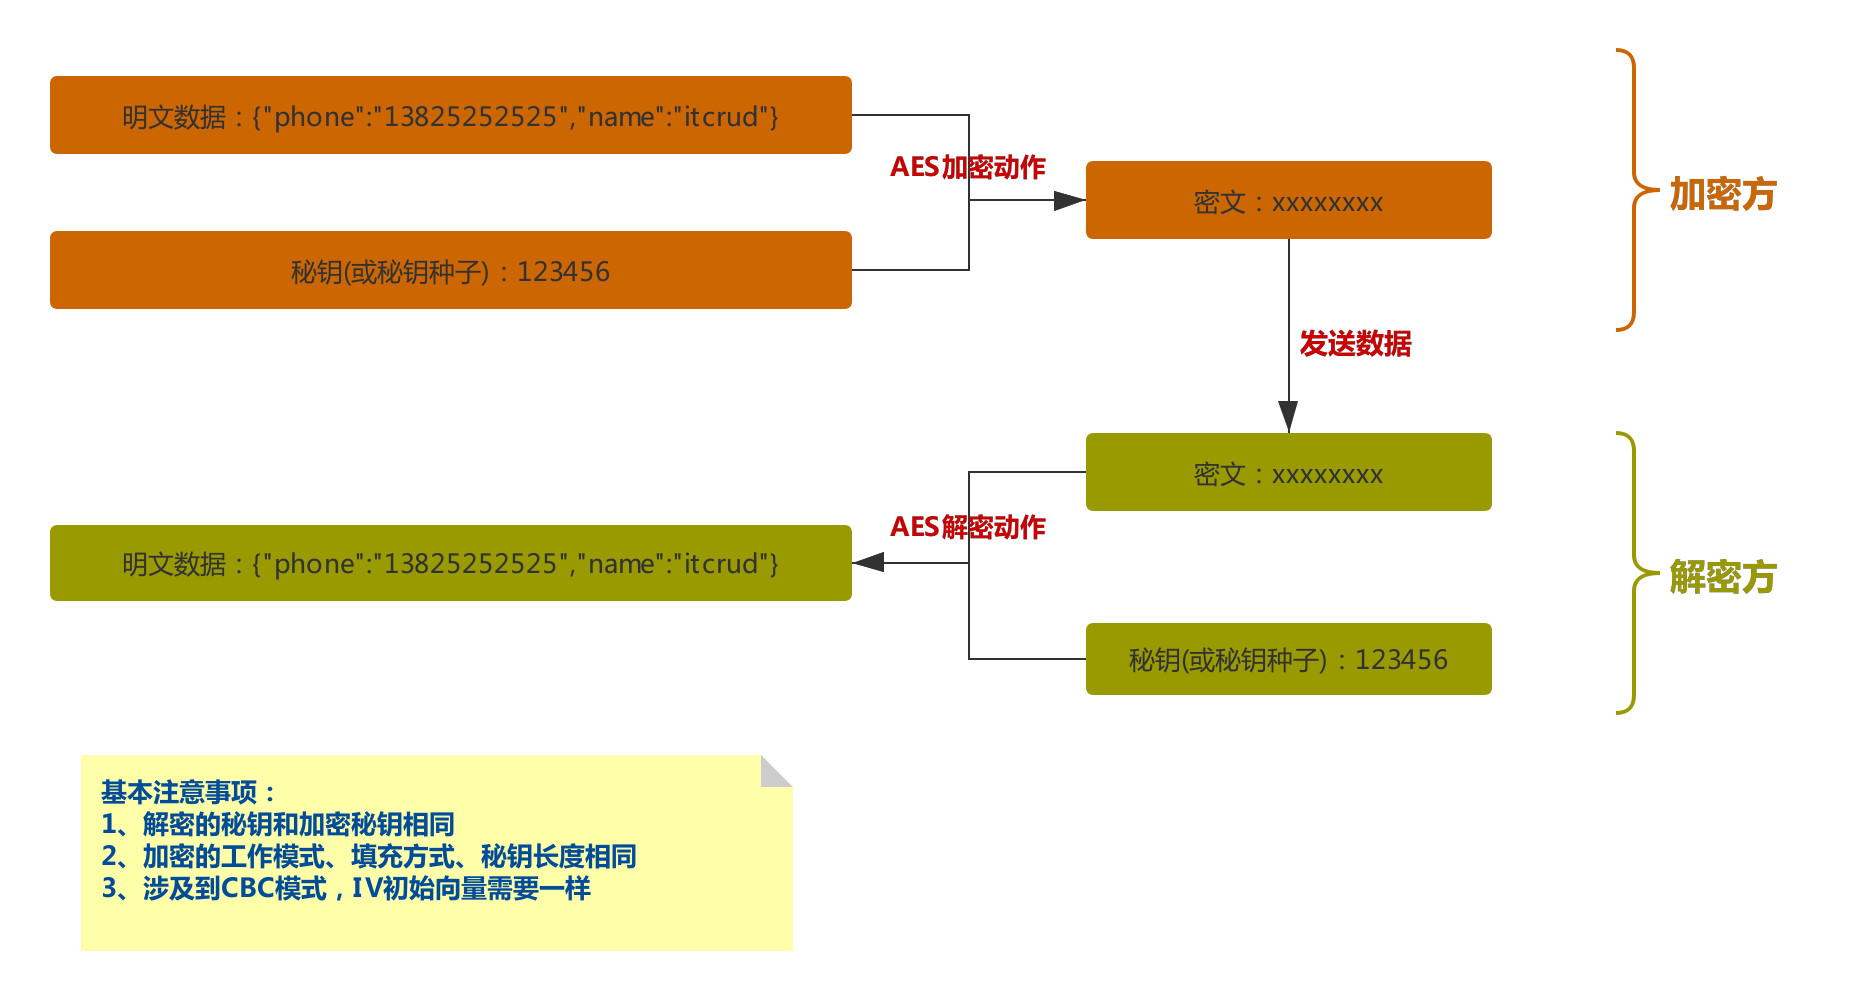 明文数据：{"phone":"13825252525","name":"itcrud"}
AES加密动作
密文：xxxxxxxx
加密方
秘钥(或秘钥种子)：123456
发送数据
密文：xxxxxxxx
AES解密动作
明文数据：{"phone":"13825252525","name":"itcrud"}
解密方
秘钥(或秘钥种子)：123456
基本注意事项：
1、解密的秘钥和加密秘钥相同
2、加密的工作模式、填充方式、秘钥长度相同
3、涉及到CBC模式，IV初始向量需要一样